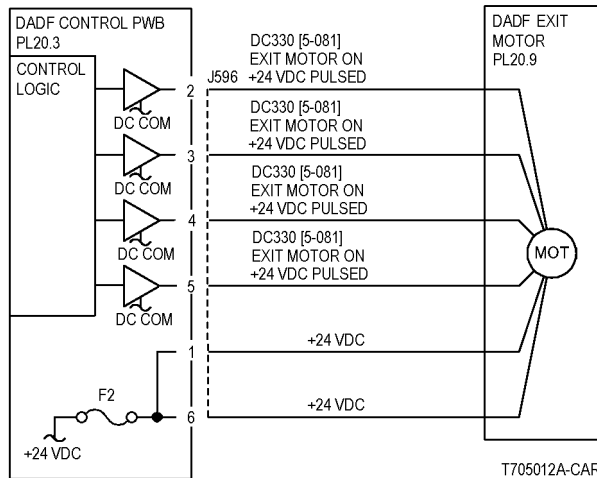 DADF CONTROL PWB
PL20.3
CONTROL
LOGIC
DC COM
DC COM
DC COM
DC COM
F2
+24 VDC
J596
2
3
4
5
1
6
DC330 [5-081]
EXIT MOTOR ON
+24 VDC PULSED
DC330 [5-081]
EXIT MOTOR ON
+24 VDC PULSED
DC330 [5-081]
EXIT MOTOR ON
+24 VDC PULSED
DC330 [5-081]
EXIT MOTOR ON
+24 VDC PULSED
+24 VDC
+24 VDC
DADF EXIT
MOTOR
PL20.9
MOT
T705012A-CAR